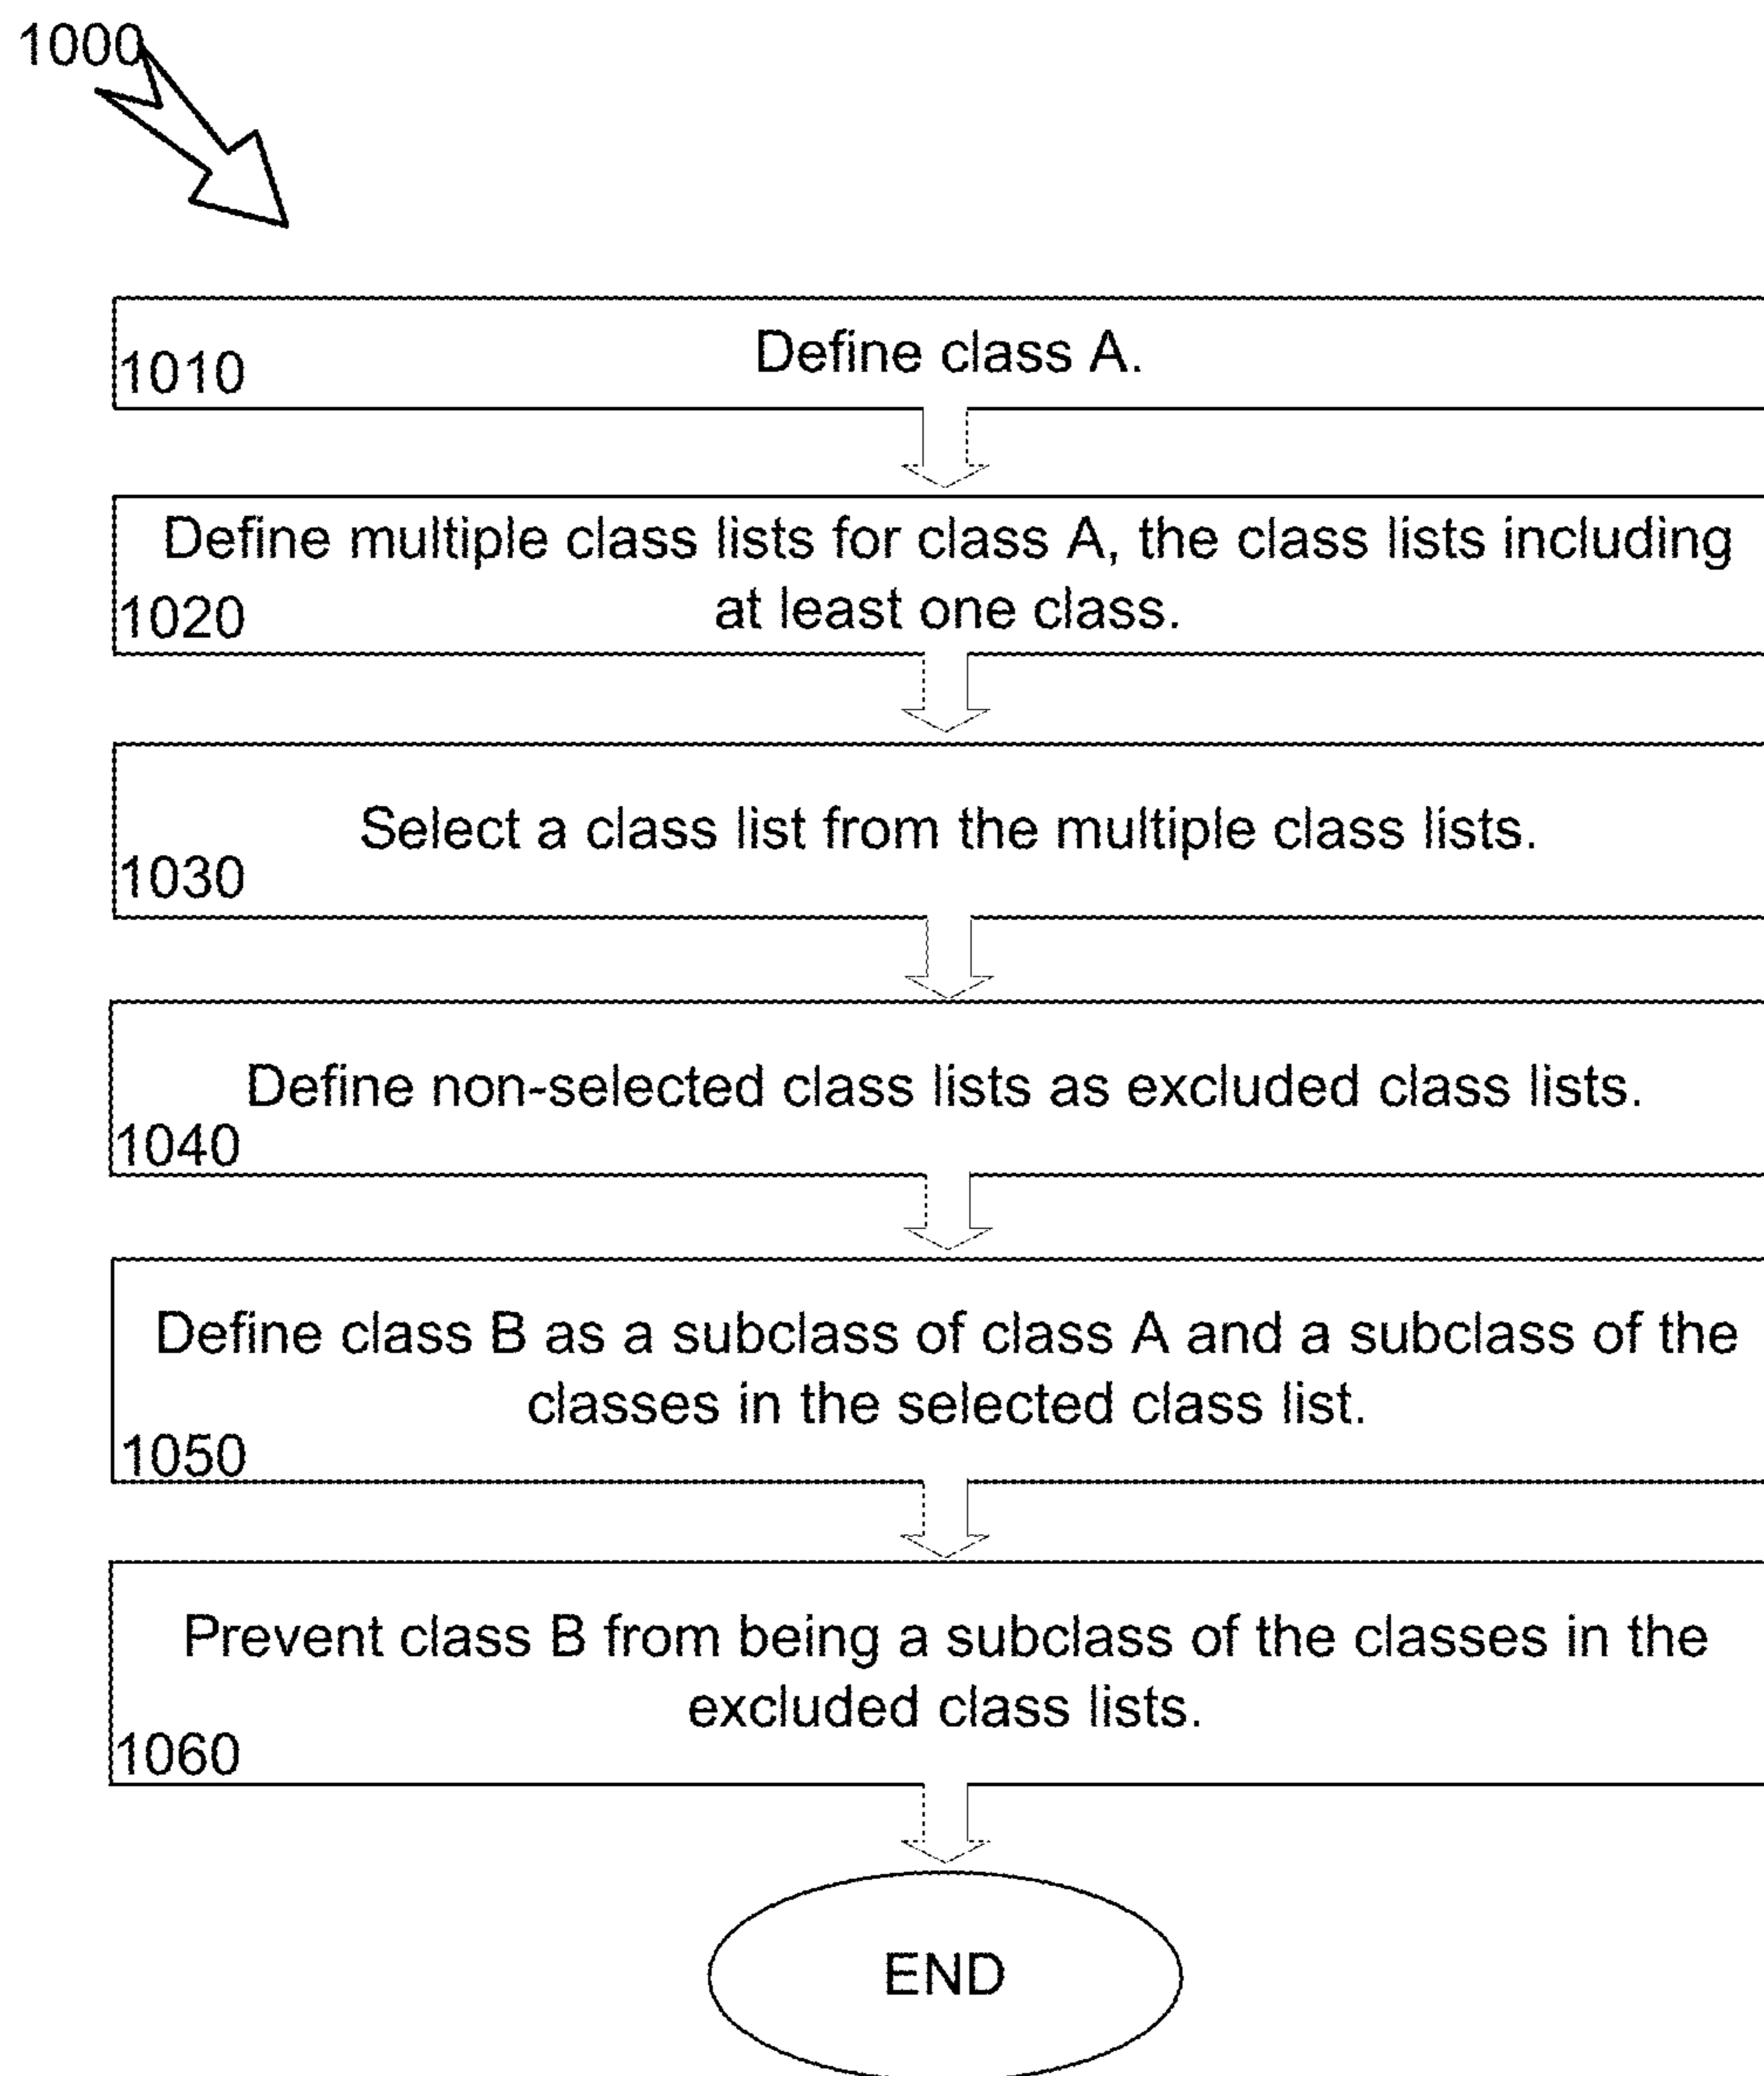 1000
Define class A.
1010
Define multiple class lists for class A, the class lists including
at least one class.
1020
Select a class list from the multiple class lists.
1030
Define non-selected class lists as excluded class lists.
1040
Define class B as a subclass of class A and a subclass of the
classes in the selected class list.
1050
Prevent class B from being a subclass of the classes in the
excluded class lists.
1060
END